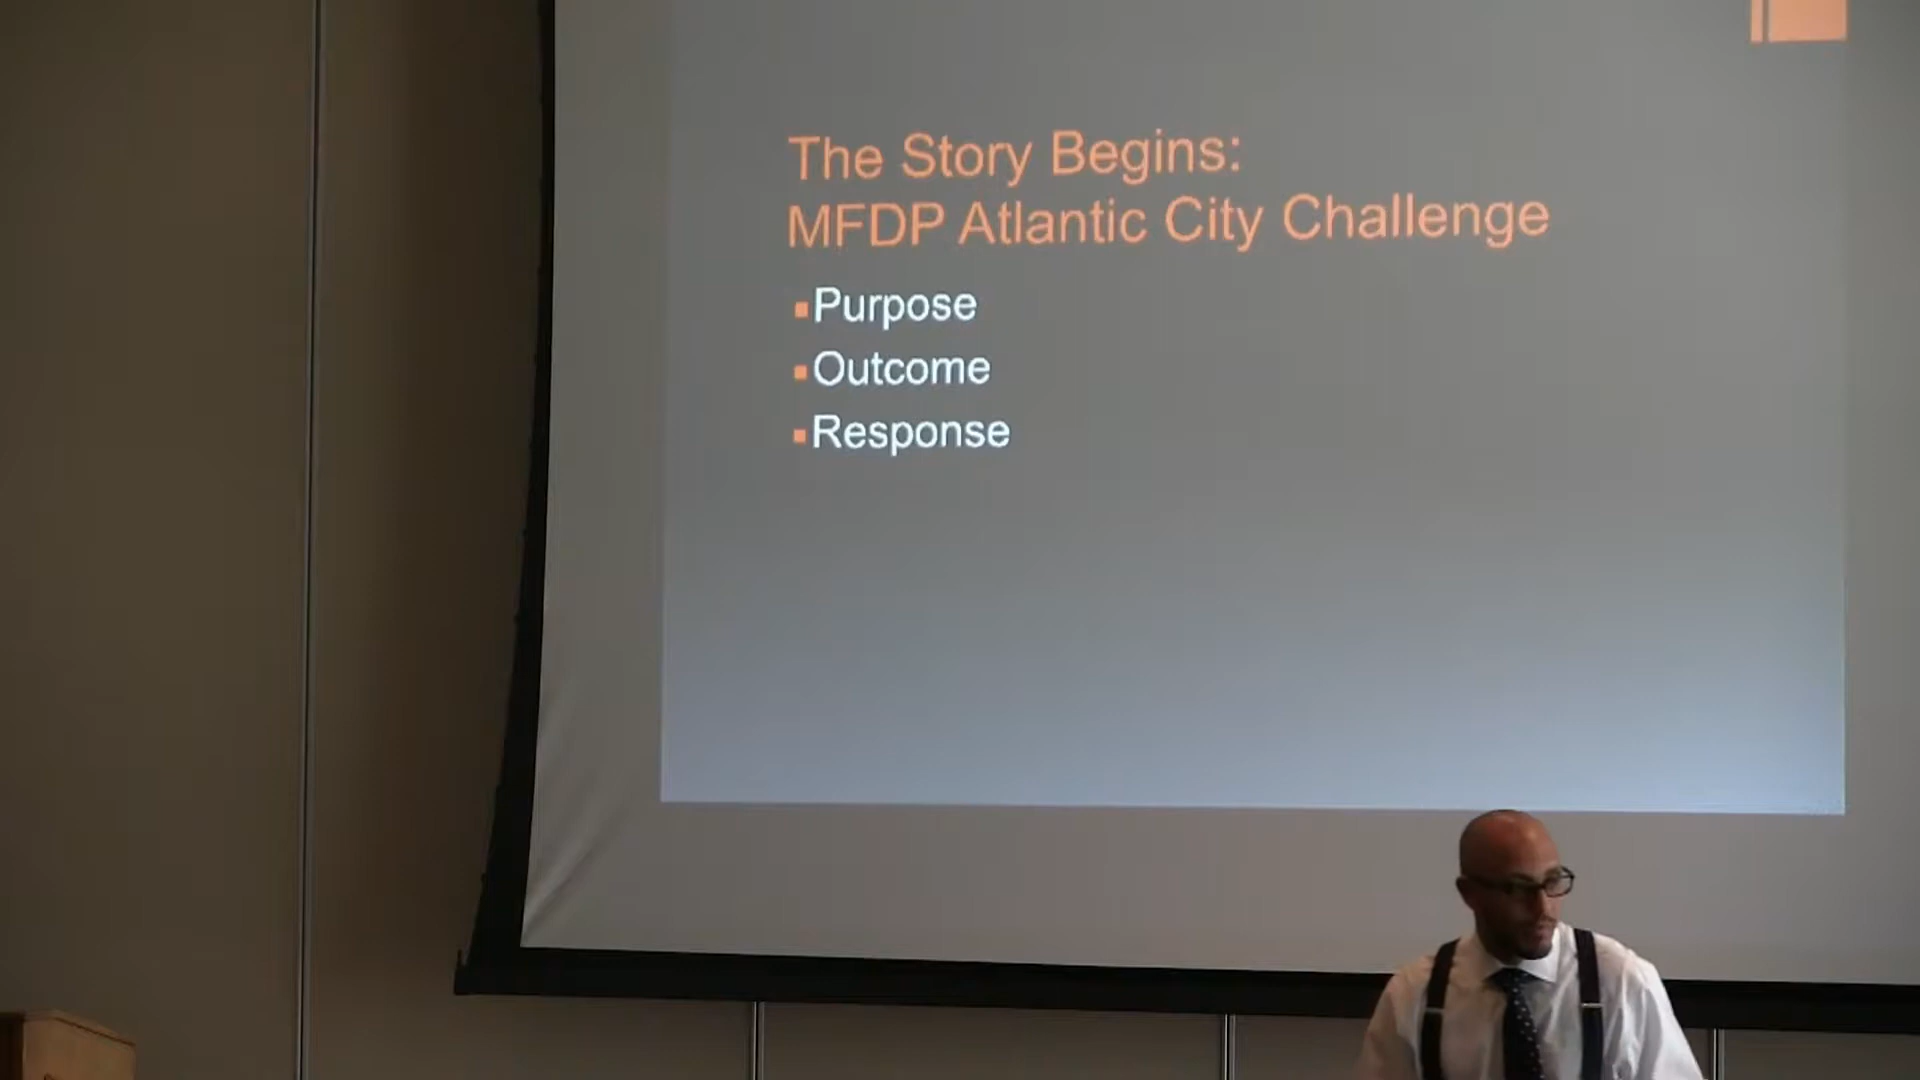 The Story Begins:
MFDP Atlantic City Challenge
Purpose
Outcome
Response